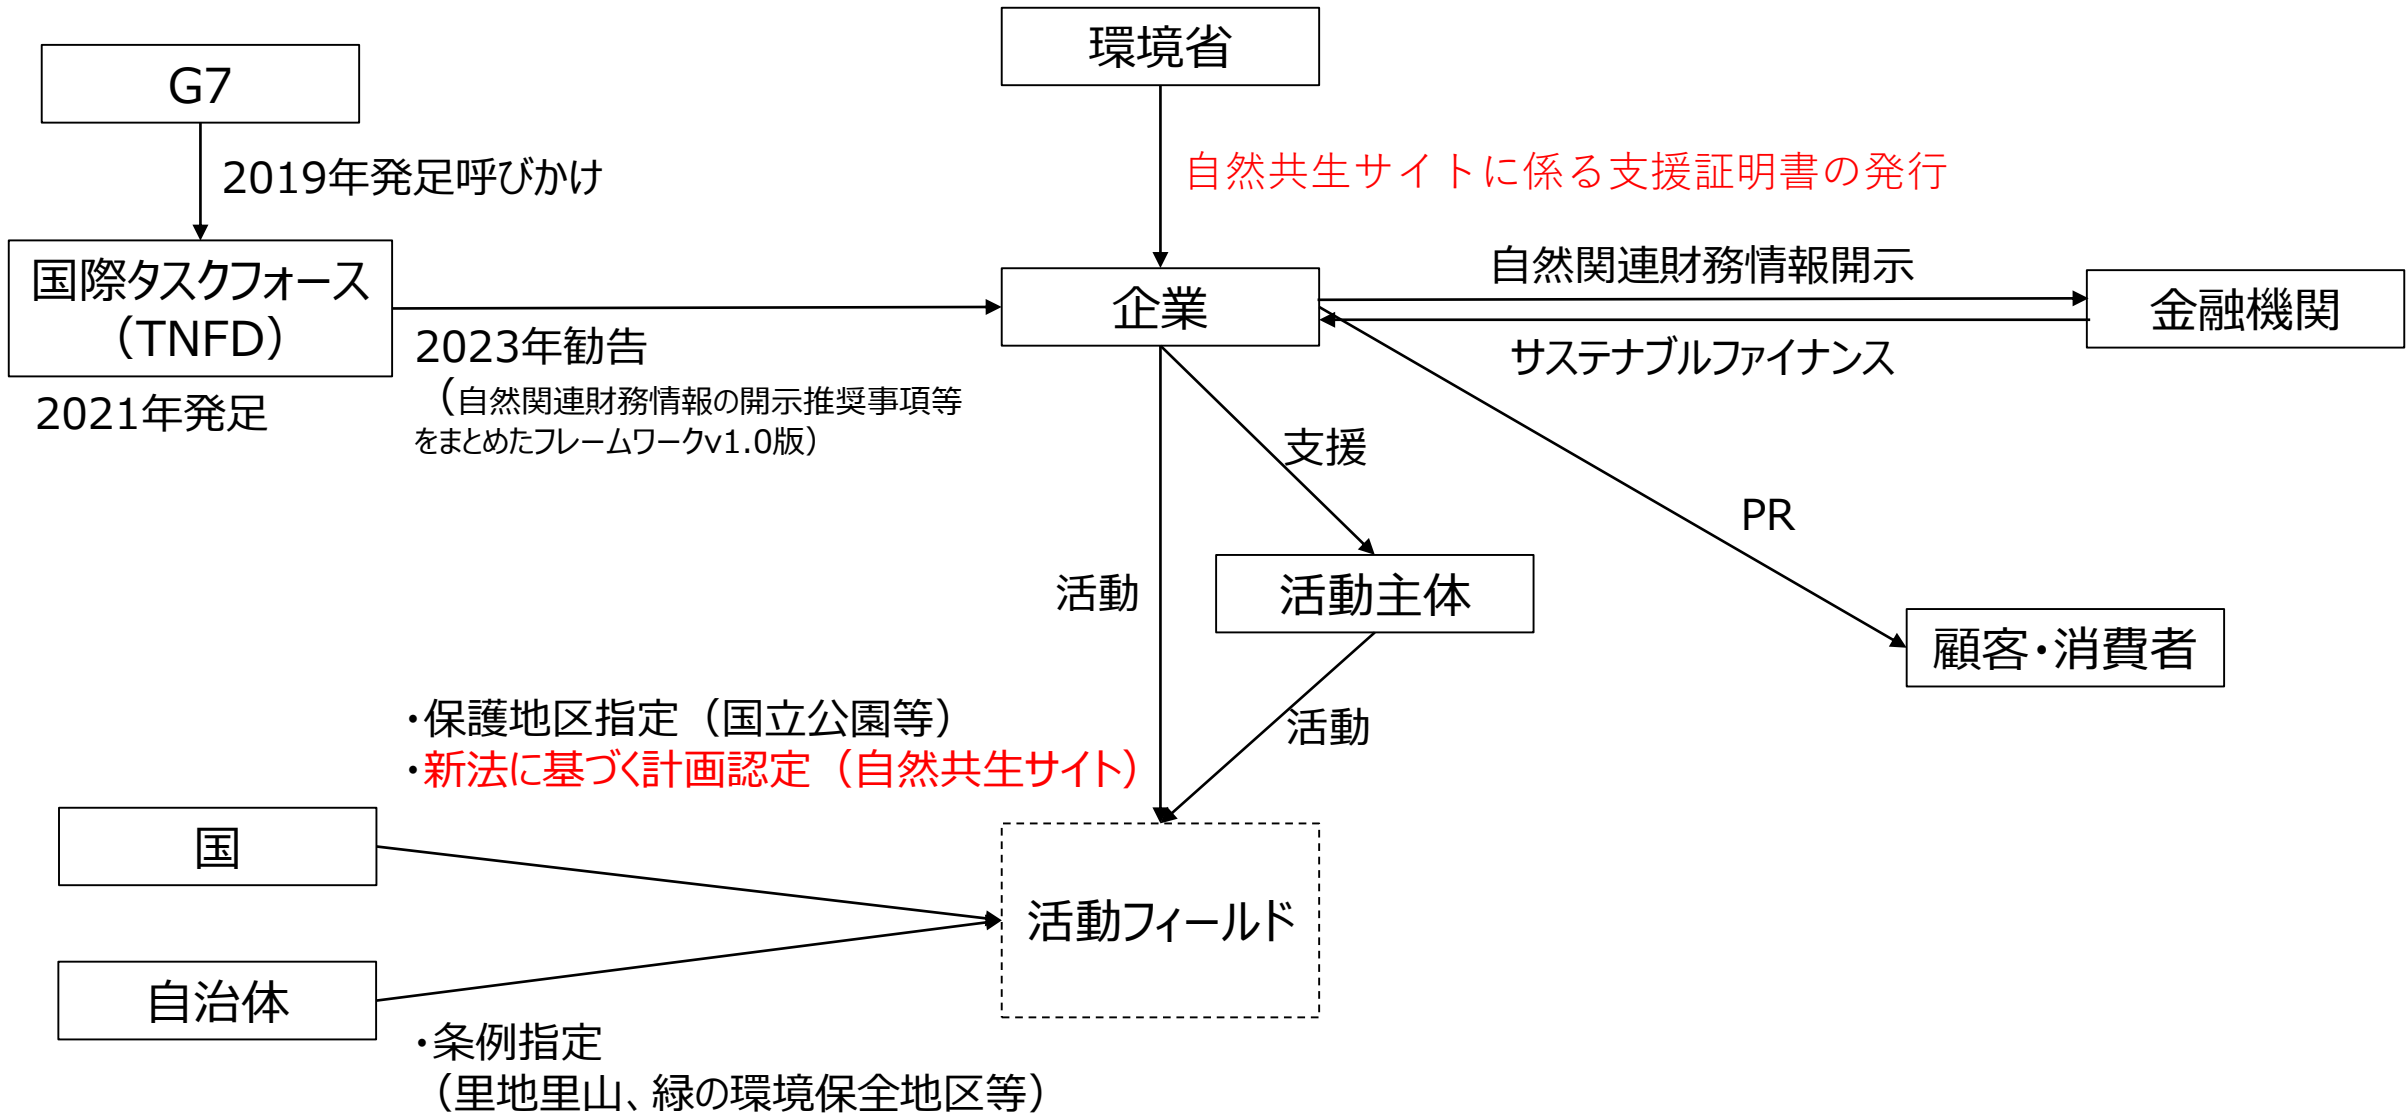 環境省
G7
2019年発足呼びかけ
自然共生サイトに係る支援証明書の発行
国際タスクフォース
（TNFD）
2021年発足
2023年勧告
（自然関連財務情報の開示推奨事項等
をまとめたフレームワークv1.0版）
企業
自然関連財務情報開示
サステナブルファイナンス
金融機関
支援
PR
活動
活動主体
顧客・消費者
活動
・保護地区指定（国立公園等）
・新法に基づく計画認定（自然共生サイト）
国
活動フィールド
自治体
・条例指定
（里地里山、緑の環境保全地区等）